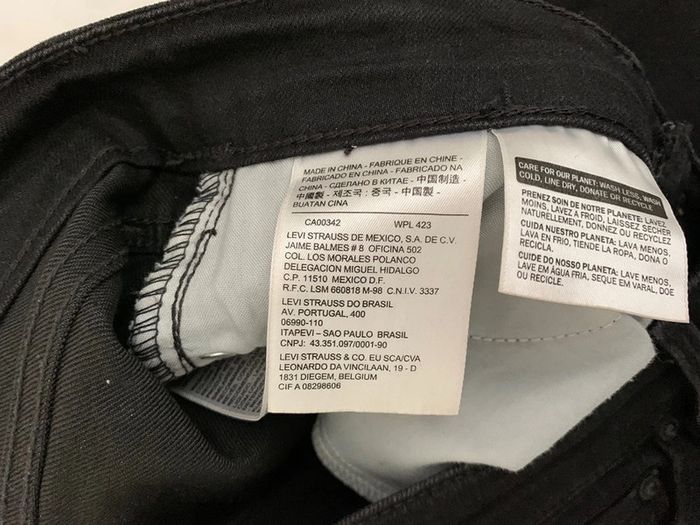 MADE IN CHINA - FABRIQUE EN CHINE -
FABRICADO EN CHINA - FABRICADO NA
CHINA - СДЕЛАНО В КИТАЕ - 中国制造 -
中國製 - 제조국 : 중국 - 中国製 -
BUATAN CINA
CA00342 WPL 423
LEVI STRAUSS DE MEXICO, S.A. DE C.V.
JAIME BALMES # 8 OFICINA 502
COL. LOS MORALES POLANCO
DELEGACION MIGUEL HIDALGO
C.P. 11510 MEXICO D.F.
R.F.C. LSM 660818 M-98 C.N.I.V. 3337
LEVI STRAUSS DO BRASIL
AV. PORTUGAL, 400
06990-110
ITAPEVI – SAO PAULO BRASIL
CNPJ: 43.351.097/0001-90
LEVI STRAUSS & CO. EU SCA/CVA
LEONARDO DA VINCILAAN, 19 - D
1831 DIEGEM, BELGIUM
CIF A 08298606
CARE FOR OUR PLANET: WASH LESS, WASH
COLD, LINE DRY, DONATE OR RECYCLE
PRENEZ SOIN DE NOTRE PLANETE: LAVEZ
MOINS, LAVEZ A FROID, LAISSEZ SECHER
NATURELLEMENT, DONNEZ OU RECYCLEZ
CUIDA NUESTRO PLANETA: LAVA MENOS,
LAVA EN FRIO, TIENDE LA ROPA, DONA O
RECICLA.
CUIDE DO NOSSO PLANETA: LAVE MENOS,
LAVE EM ÁGUA FRIA, SEQUE EM VARAL, DOE
OU RECICLE.